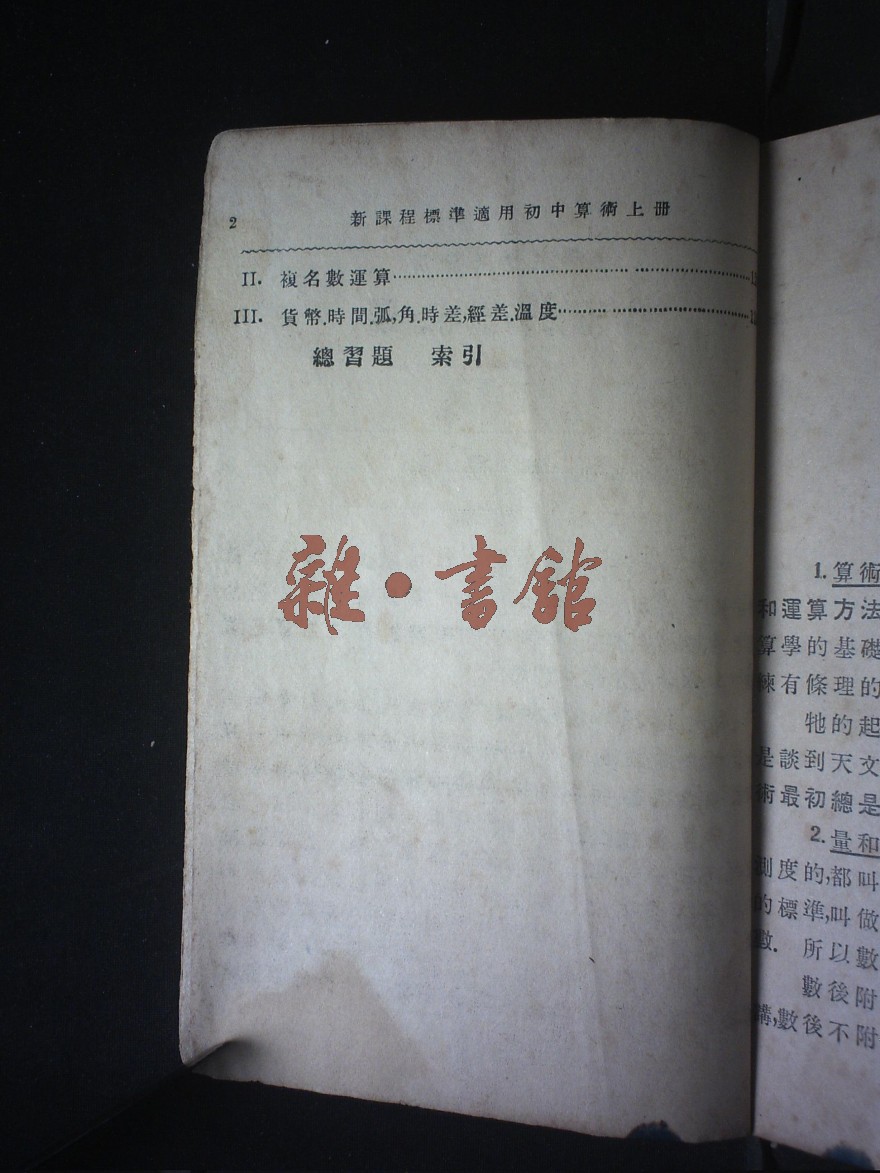 2 新課程標準適用初中算術上册
II. 複名數運算
III. 貨幣.時間.弧,角.時差,經差.溫度
總習題 索引
雜·書館
1. 算術
和運算方法
算學的基礎
有條理的
牠的起
是談到天文
術最初總是
2. 量和
度的,都叫
的標準,叫做
數. 所以數
數後附
講,數後不附